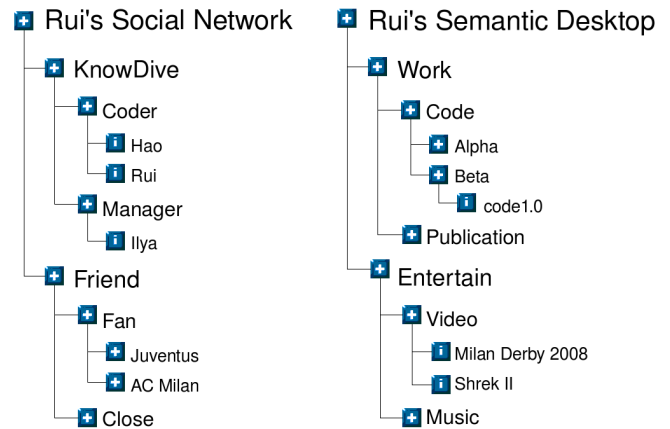 Rui's Social Network
KnowDive
Coder
Hao
Rui
Manager
Ilya
Friend
Fan
Juventus
AC Milan
Close
Rui's Semantic Desktop
Work
Code
Alpha
Beta
code1.0
Publication
Entertain
Video
Milan Derby 2008
Shrek II
Music